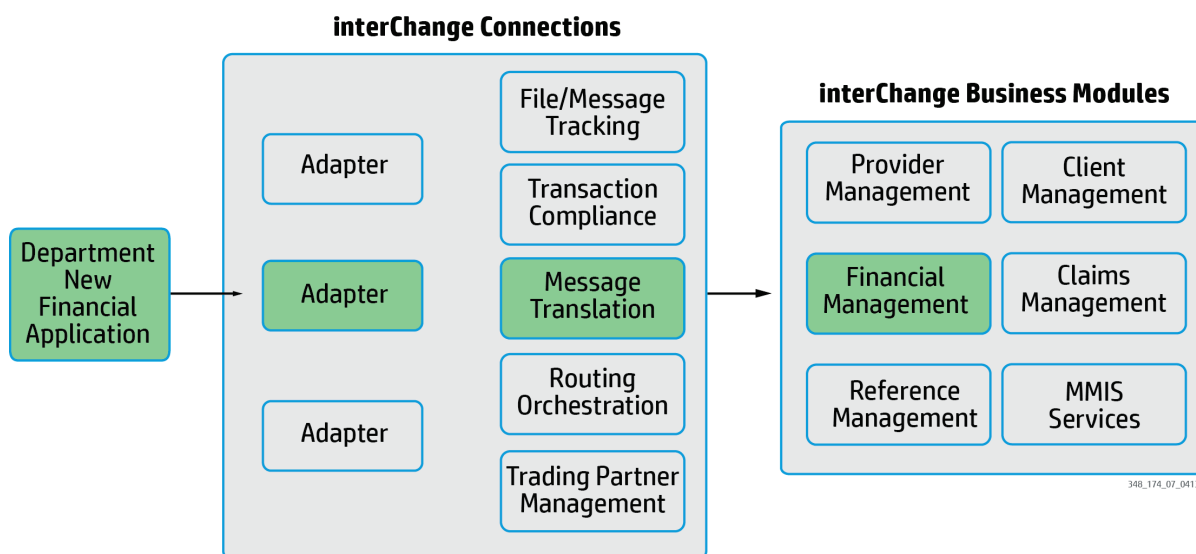 interChange Connections
Department
New
Financial
Application
Adapter
Adapter
Adapter
File/Message
Tracking
Transaction
Compliance
Message
Translation
Routing
Orchestration
Trading Partner
Management
interChange Business Modules
Provider
Management
Client
Management
Financial
Management
Claims
Management
Reference
Management
MMIS
Services